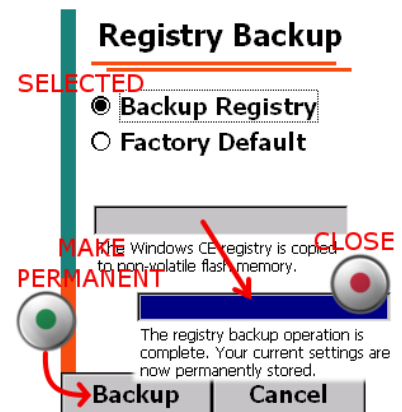 Registry Backup
SELECTED
Backup Registry
Factory Default
The Windows CE registry is copied
to non-volatile flash memory.
MAKE
PERMANENT
CLOSE
The registry backup operation is
complete. Your current settings are
now permanently stored.
Backup
Cancel